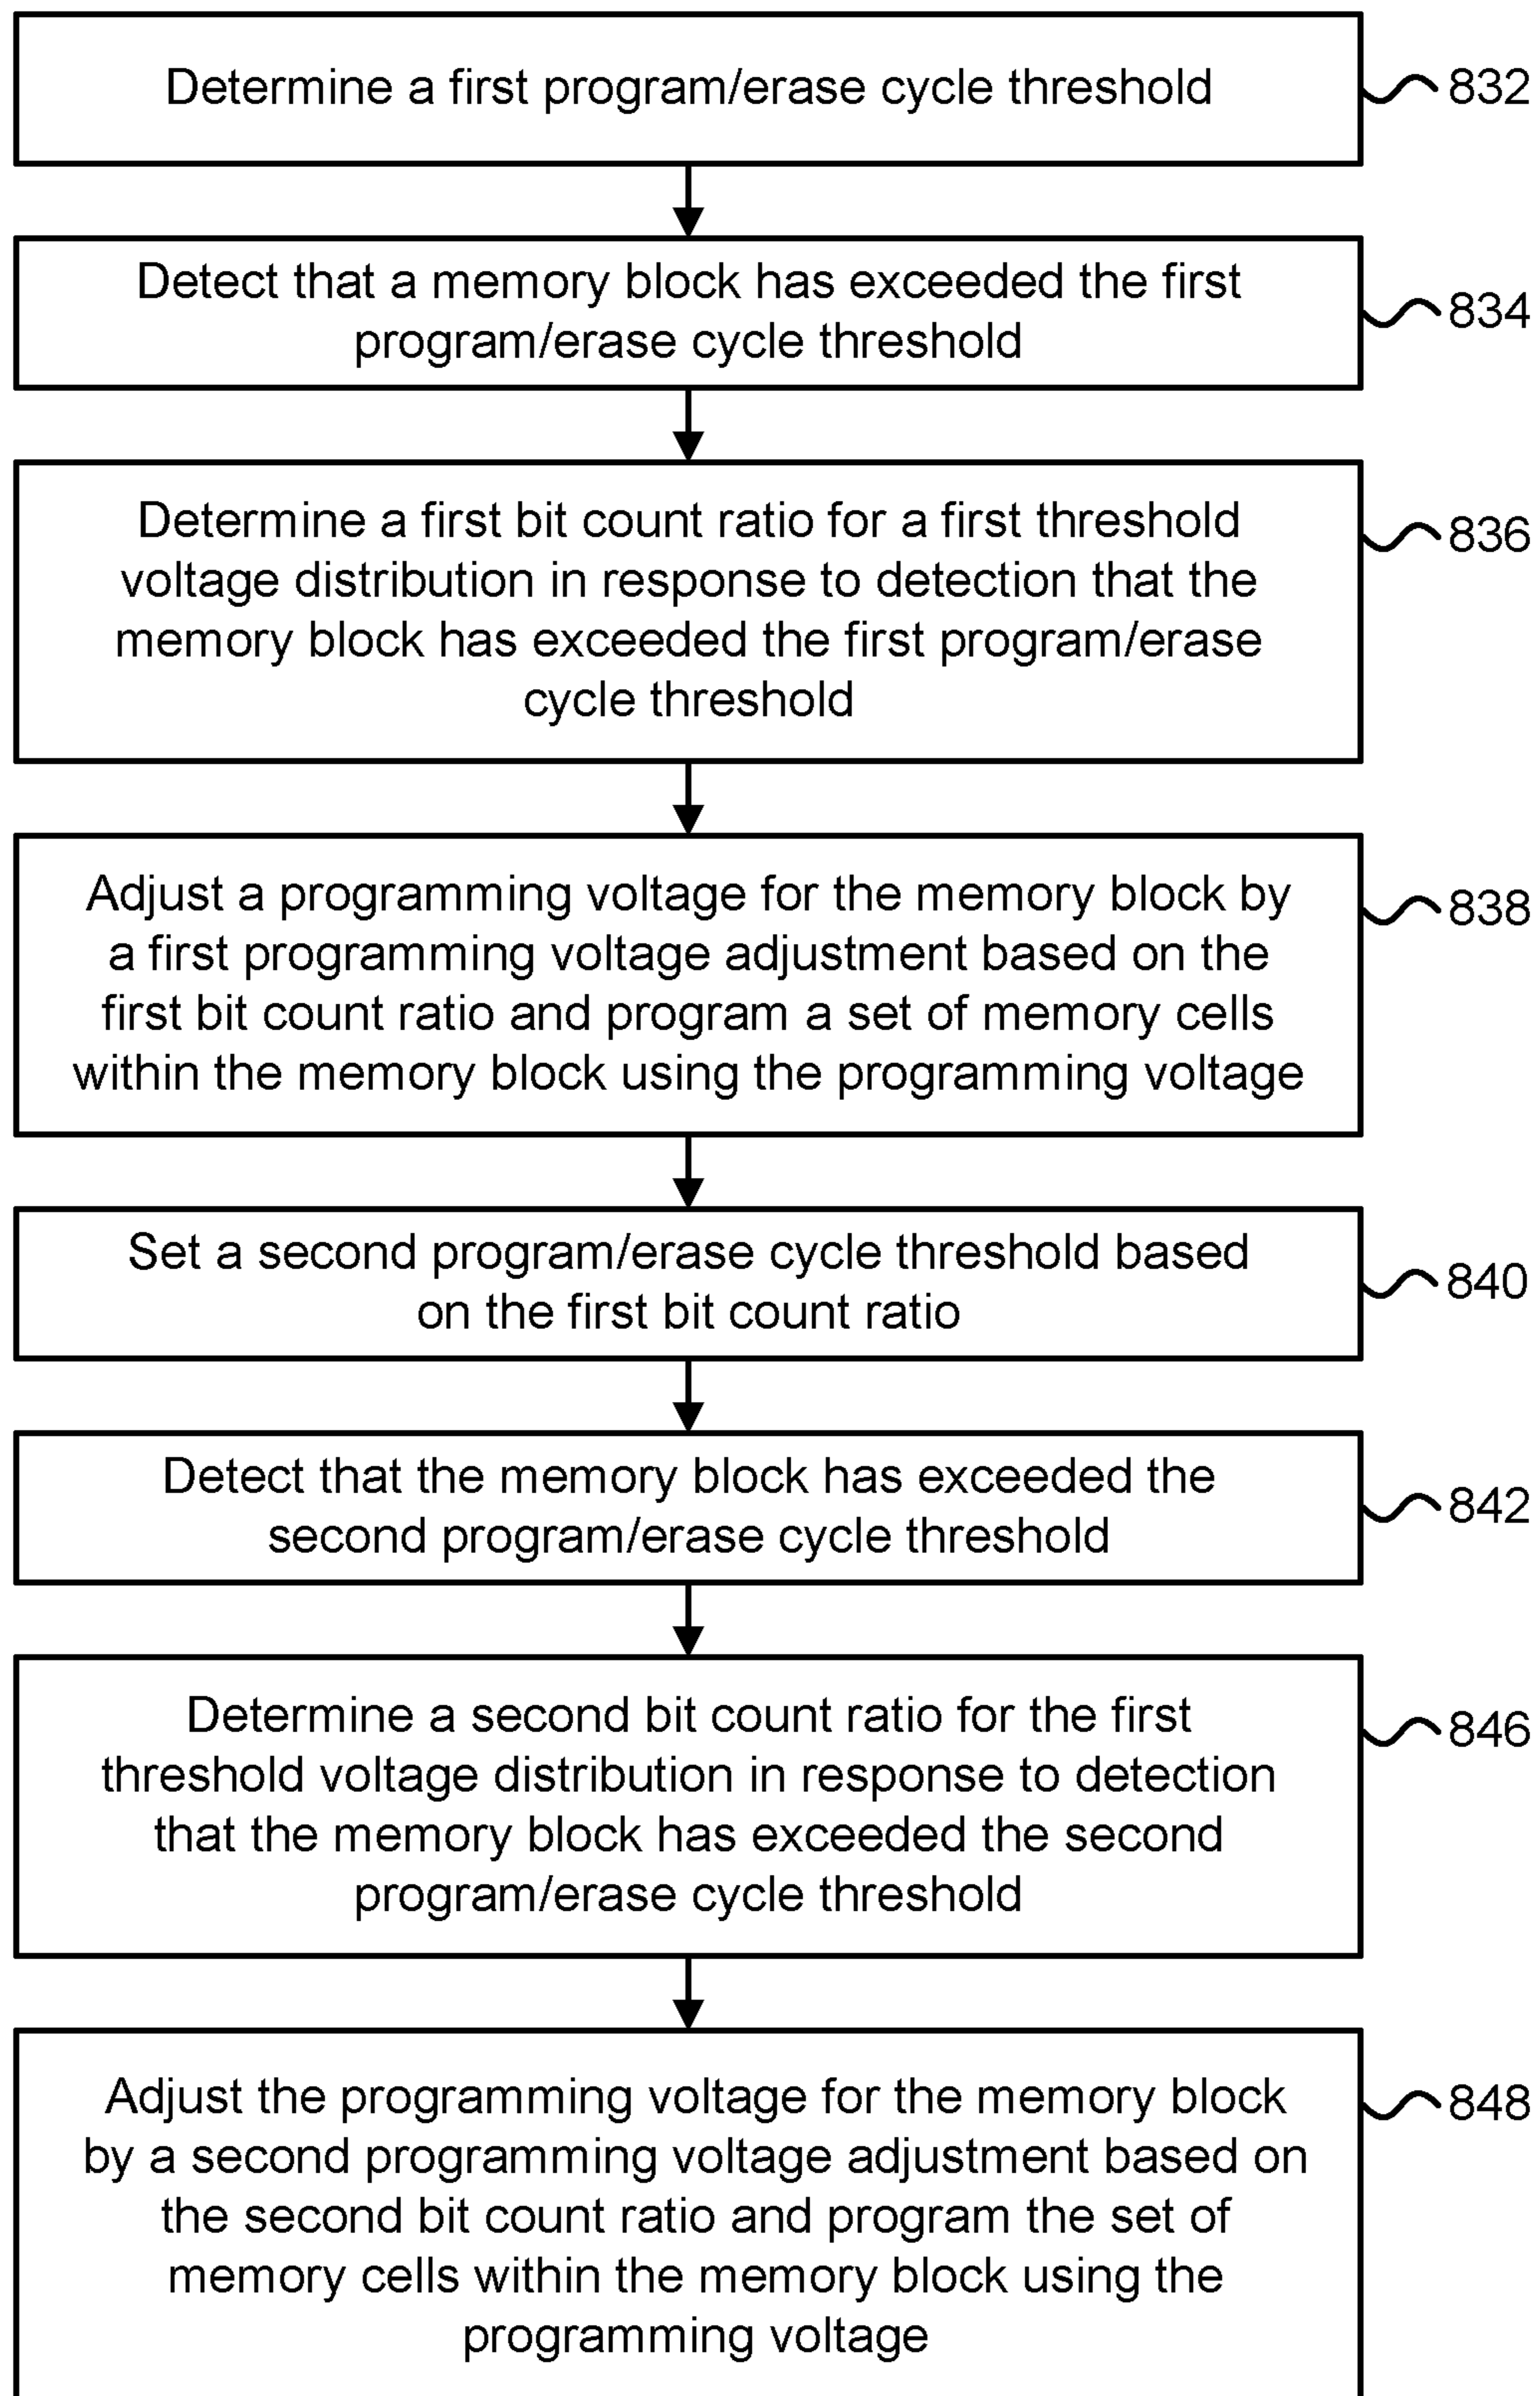 Determine a first program/erase cycle threshold
832
Detect that a memory block has exceeded the first
program/erase cycle threshold
834
Determine a first bit count ratio for a first threshold
voltage distribution in response to detection that the
memory block has exceeded the first program/erase
cycle threshold
836
Adjust a programming voltage for the memory block by
a first programming voltage adjustment based on the
first bit count ratio and program a set of memory cells
within the memory block using the programming voltage
838
Set a second program/erase cycle threshold based
on the first bit count ratio
840
Detect that the memory block has exceeded the
second program/erase cycle threshold
842
Determine a second bit count ratio for the first
threshold voltage distribution in response to detection
that the memory block has exceeded the second
program/erase cycle threshold
846
Adjust the programming voltage for the memory block
by a second programming voltage adjustment based on
the second bit count ratio and program the set of
memory cells within the memory block using the
programming voltage
848